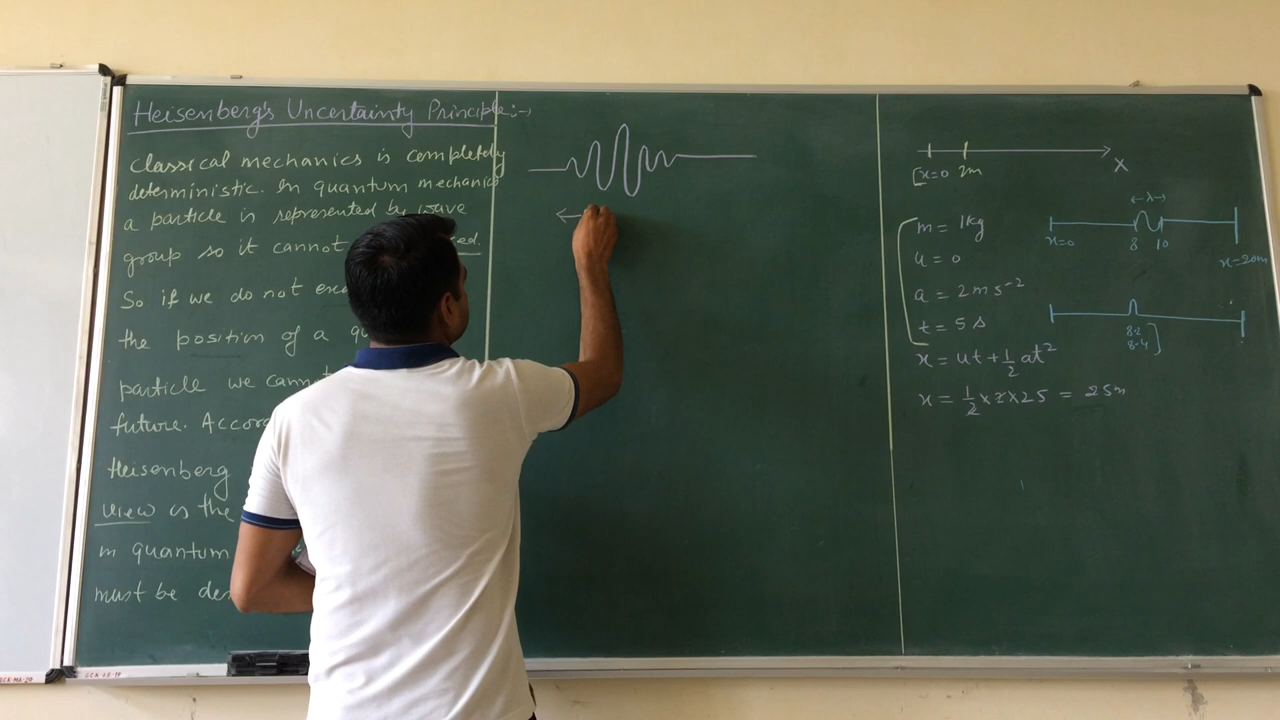 Heisenberg's Uncertainty Principle:→
Classical mechanics is completely
deterministic. In quantum mechanics
a particle is represented by wave
group so it cannot
So if we do not
the position of a
particle we
future.
Heisenberg
view is the
in quantum
must be
x=0 2m
X
m = 1kg
u = 0
a = 2ms⁻²
t = 5s
x = ut + 1/2 at²
x = 1/2 x 2 x 25 = 25m
← λ →
x=0 8 10 x=20m
8.2
8.4